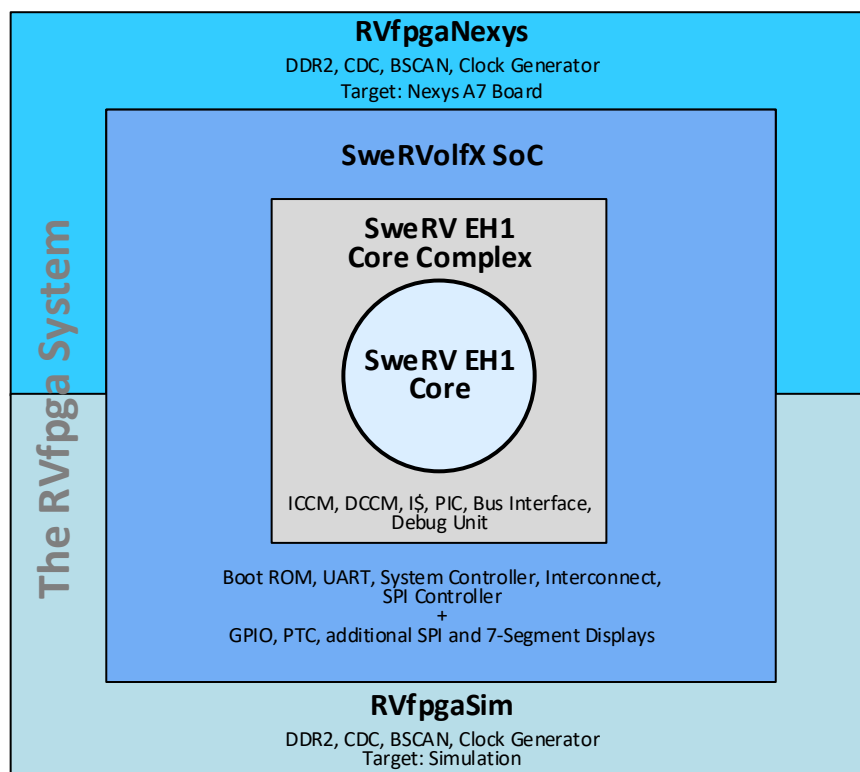 RVfpgaNexys
DDR2, CDC, BSCAN, Clock Generator
Target: Nexys A7 Board
SweRVolfX SoC
SweRV EH1
Core Complex
SweRV EH1
Core
ICCM, DCCM, I$, PIC, Bus Interface,
Debug Unit
Boot ROM, UART, System Controller, Interconnect,
SPI Controller
+
GPIO, PTC, additional SPI and 7-Segment Displays
RVfpgaSim
DDR2, CDC, BSCAN, Clock Generator
Target: Simulation
The RVfpga System